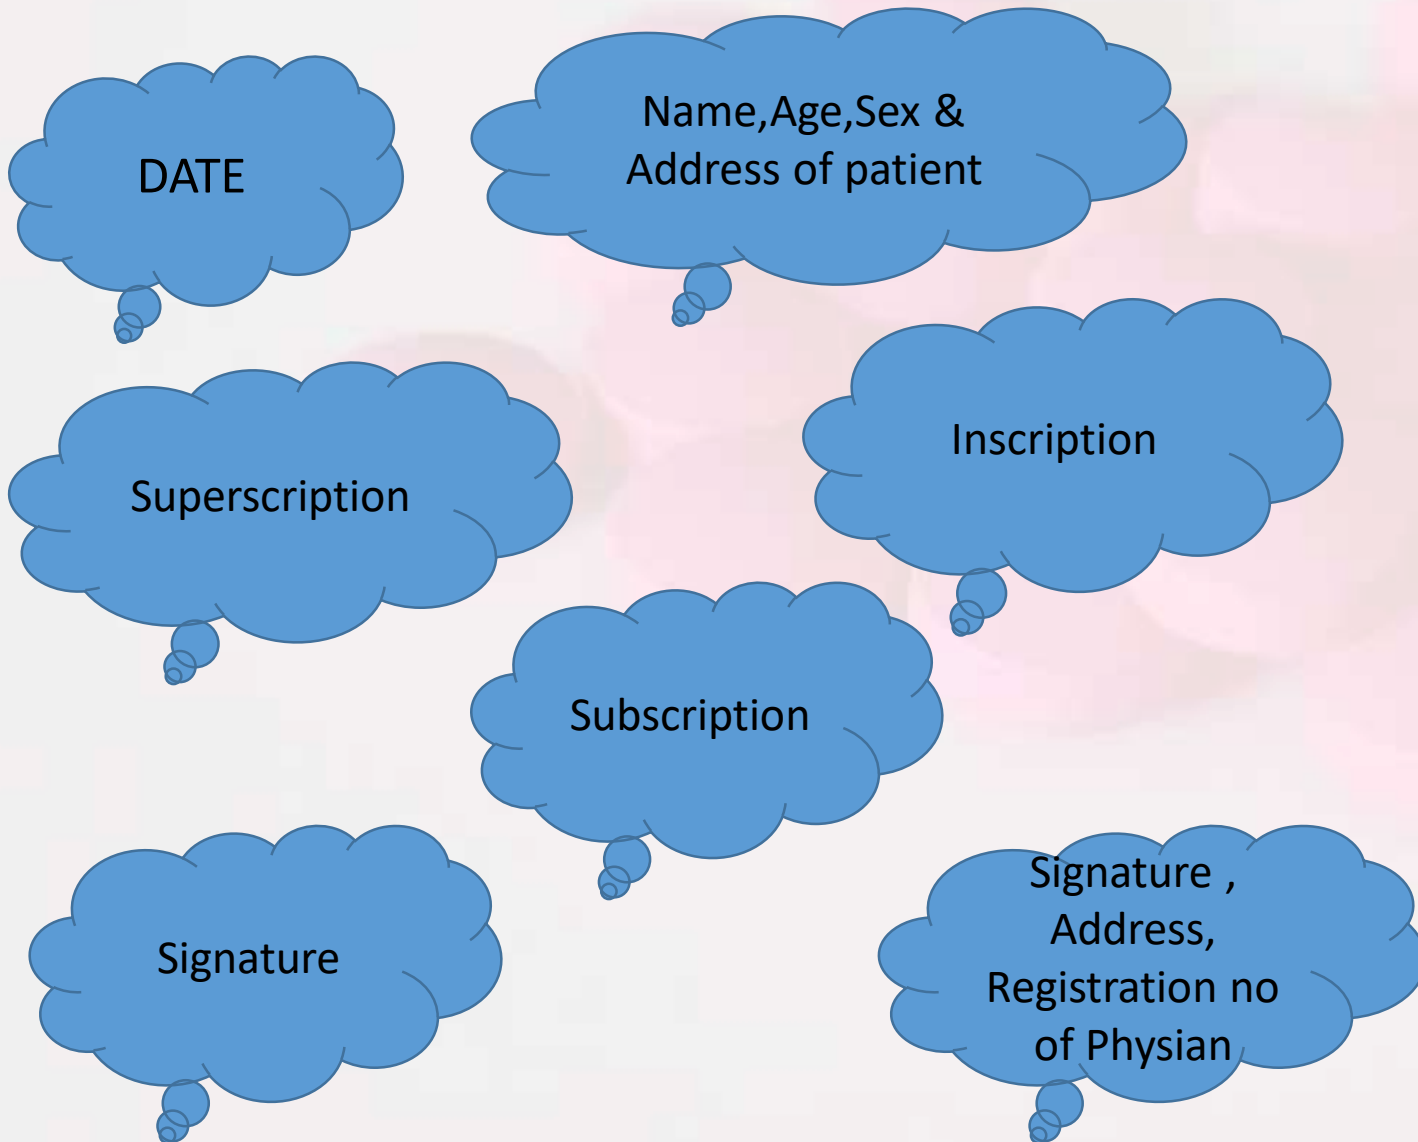 DATE
Name,Age,Sex &
Address of patient
Superscription
Inscription
Subscription
Signature
Signature ,
Address,
Registration no
of Physian